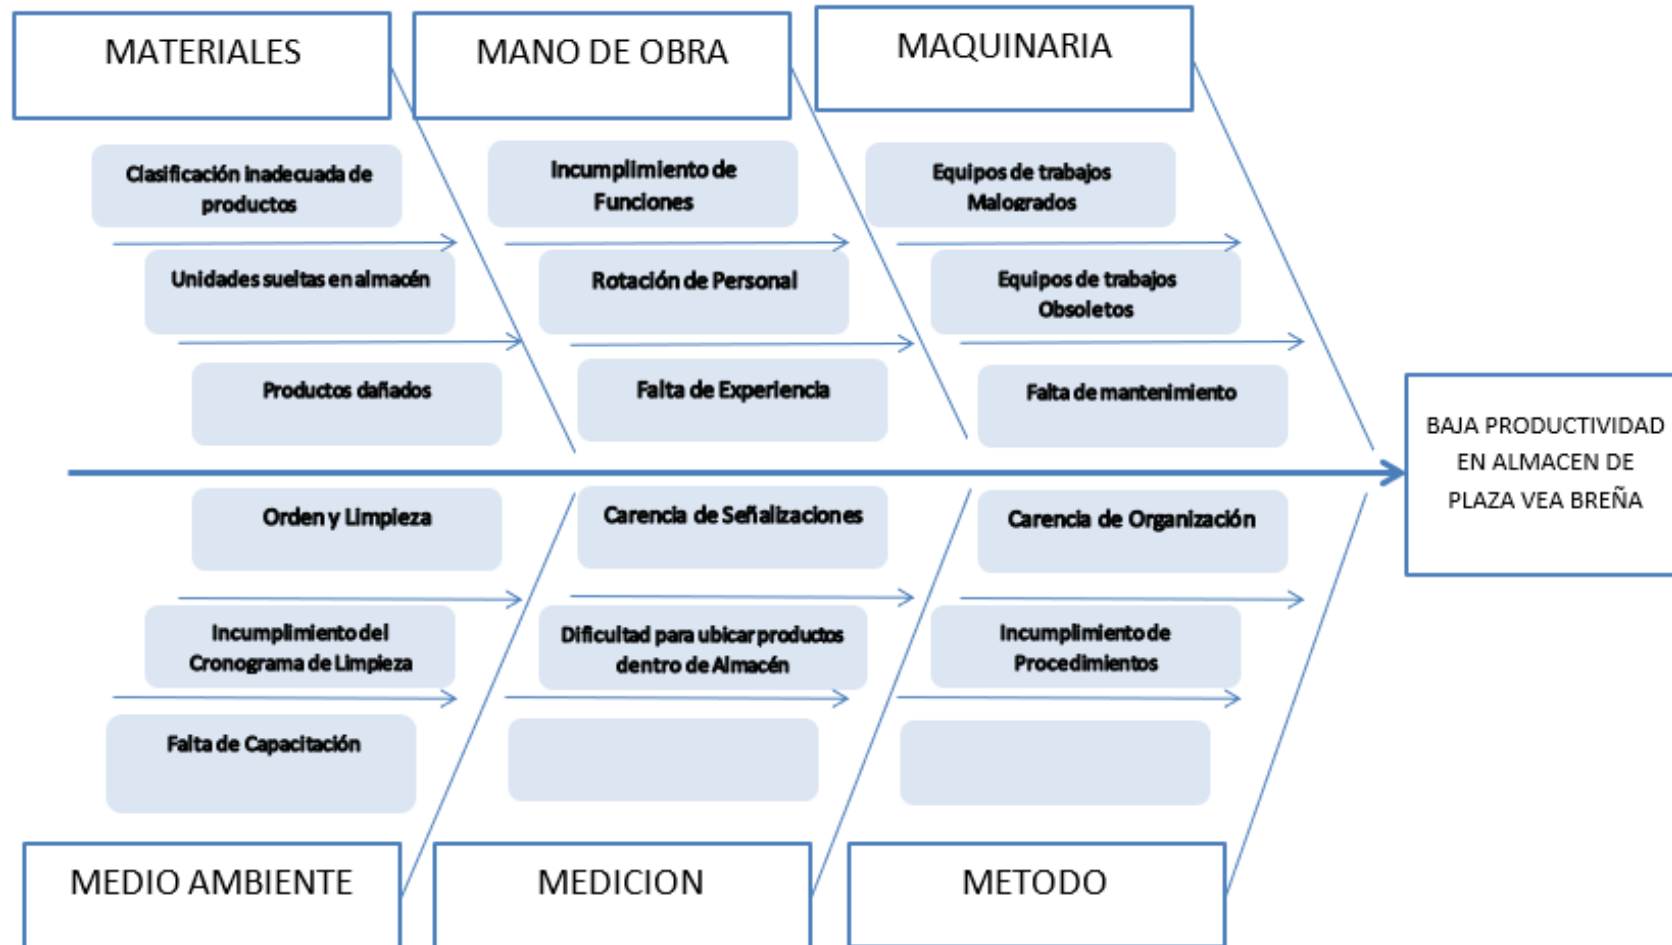 MATERIALES
MANO DE OBRA
MAQUINARIA
Clasificación inadecuada de
productos
Incumplimiento de
Funciones
Equipos de trabajos
Malogrados
Unidades sueltas en almacén
Rotación de Personal
Equipos de trabajos
Obsoletos
Productos dañados
Falta de Experiencia
Falta de mantenimiento
BAJA PRODUCTIVIDAD
EN ALMACEN DE
PLAZA VEA BREÑA
Orden y Limpieza
Carencia de Señalizaciones
Carencia de Organización
Incumplimiento del
Cronograma de Limpieza
Dificultad para ubicar productos
dentro de Almacén
Incumplimiento de
Procedimientos
Falta de Capacitación
MEDIO AMBIENTE
MEDICION
METODO